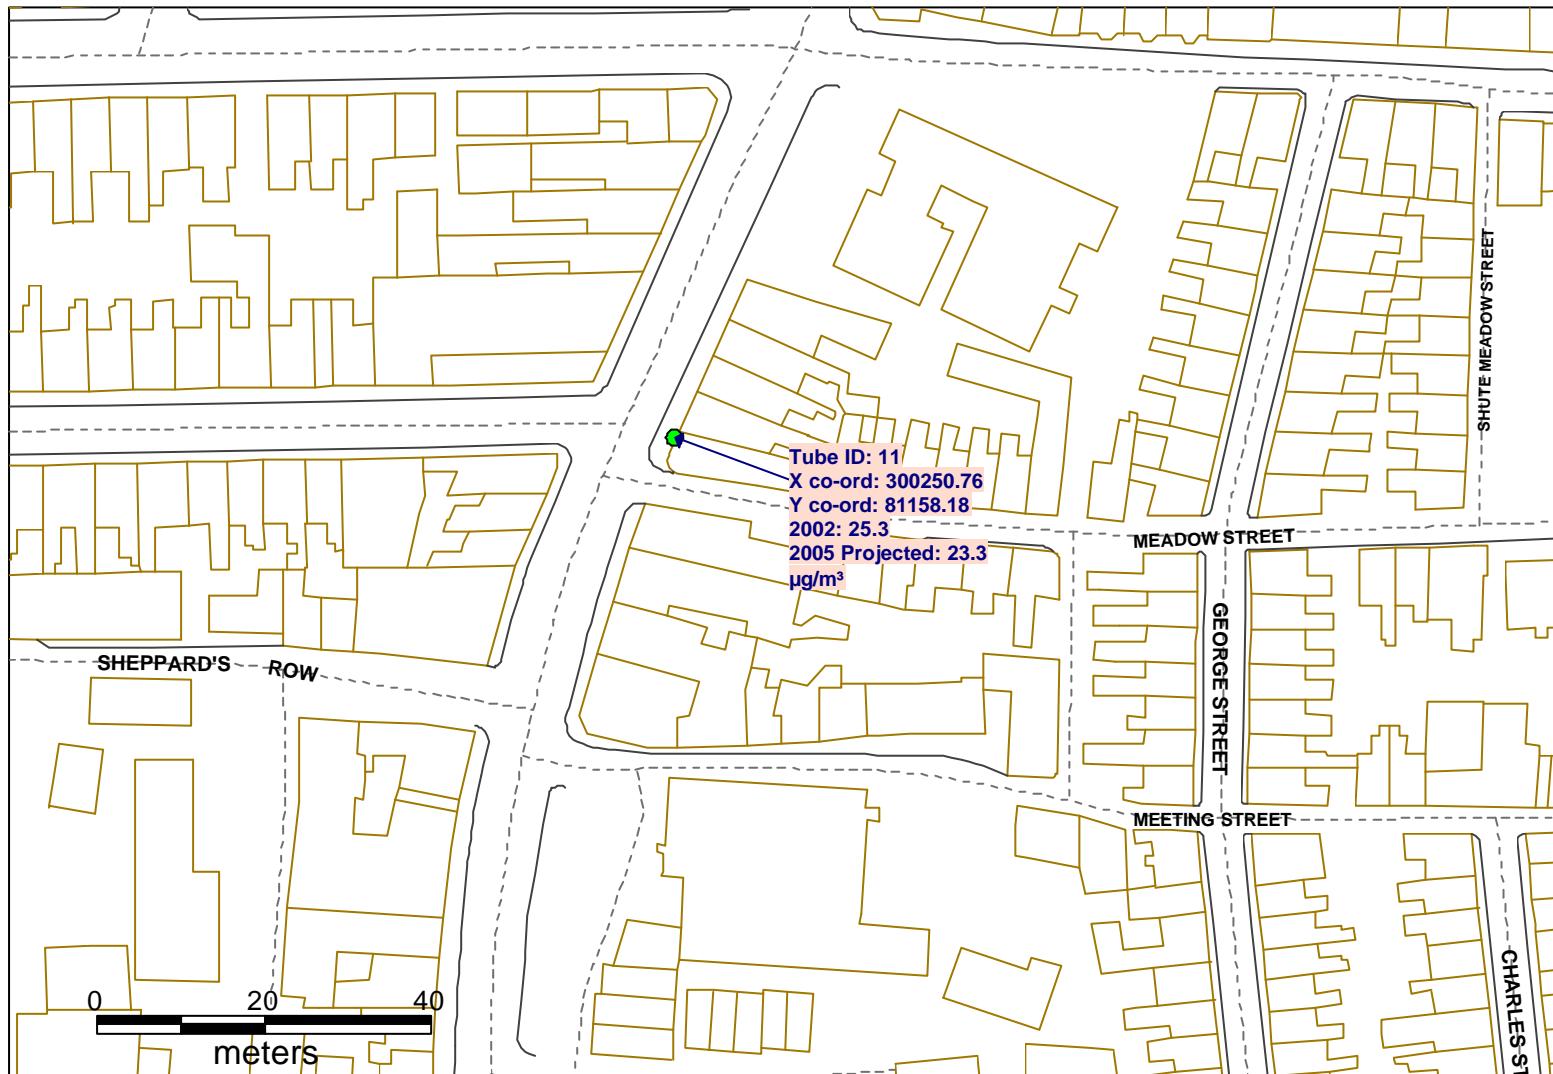 SHUTE MEADOW STREET
Tube ID: 11
X co-ord: 300250.76
Y co-ord: 81158.18
2002: 25.3
2005 Projected: 23.3
µg/m³
MEADOW STREET
GEORGE STREET
SHEPPARD'S ROW
MEETING STREET
CHARLES ST
0 20 40
meters